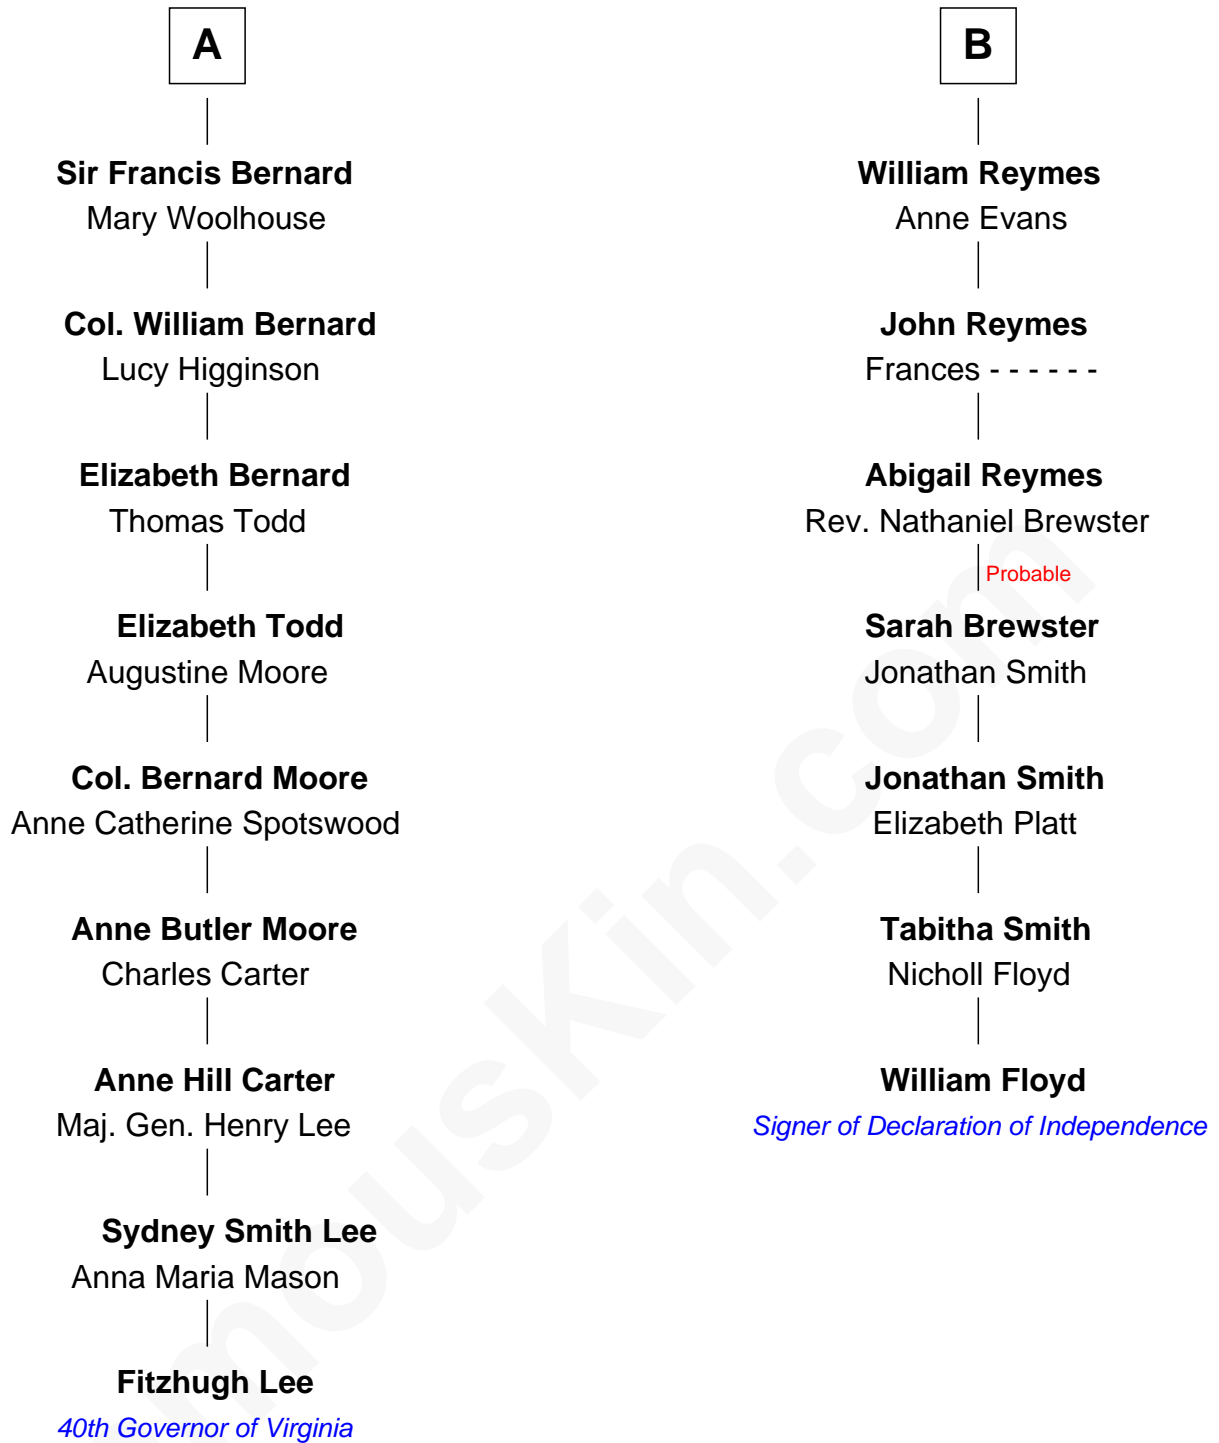 A
Sir Francis Bernard
Mary Woolhouse
Col. William Bernard
Lucy Higginson
Elizabeth Bernard
Thomas Todd
Elizabeth Todd
Augustine Moore
Col. Bernard Moore
Anne Catherine Spotswood
Anne Butler Moore
Charles Carter
Anne Hill Carter
Maj. Gen. Henry Lee
Sydney Smith Lee
Anna Maria Mason
Fitzhugh Lee
40th Governor of Virginia
B
William Reymes
Anne Evans
John Reymes
Frances - - - - - -
Abigail Reymes
Rev. Nathaniel Brewster
Probable
Sarah Brewster
Jonathan Smith
Jonathan Smith
Elizabeth Platt
Tabitha Smith
Nicholl Floyd
William Floyd
Signer of Declaration of Independence
mousKin.com